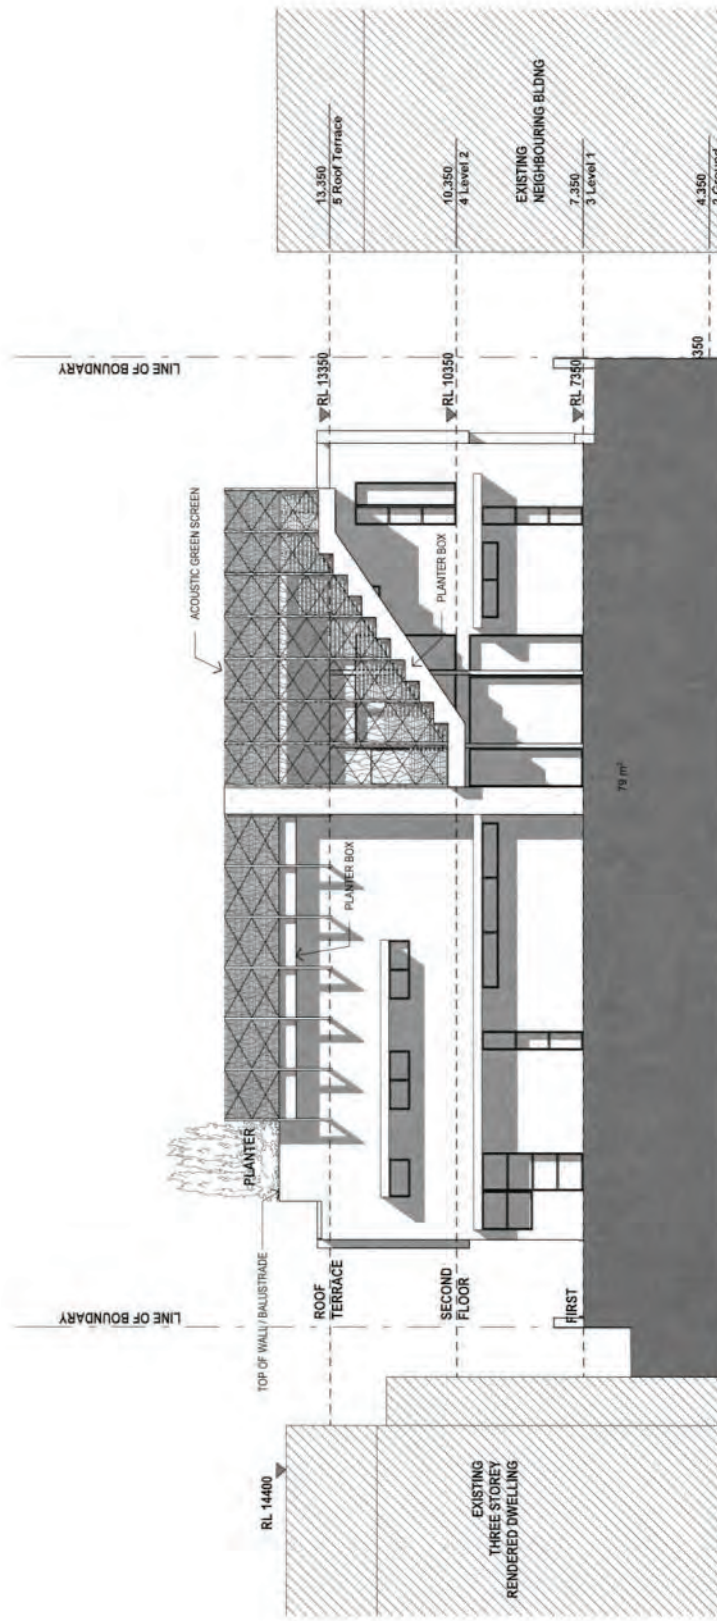 LINE OF BOUNDARY
LINE OF BOUNDARY
ACOUSTIC GREEN SCREEN
TOP OF WALL / BALUSTRADE
PLANTER
RL 14400
ROOF
TERRACE
PLANTER BOX
RL 13350
13.350
5 Roof Terrace
SECOND
FLOOR
PLANTER BOX
RL 10350
10.350
4 Level 2
EXISTING
THREE STOREY
RENDERED DWELLING
EXISTING
NEIGHBOURING BLDNG
FIRST
RL 7350
7.350
3 Level 1
79 m²
350
4.350